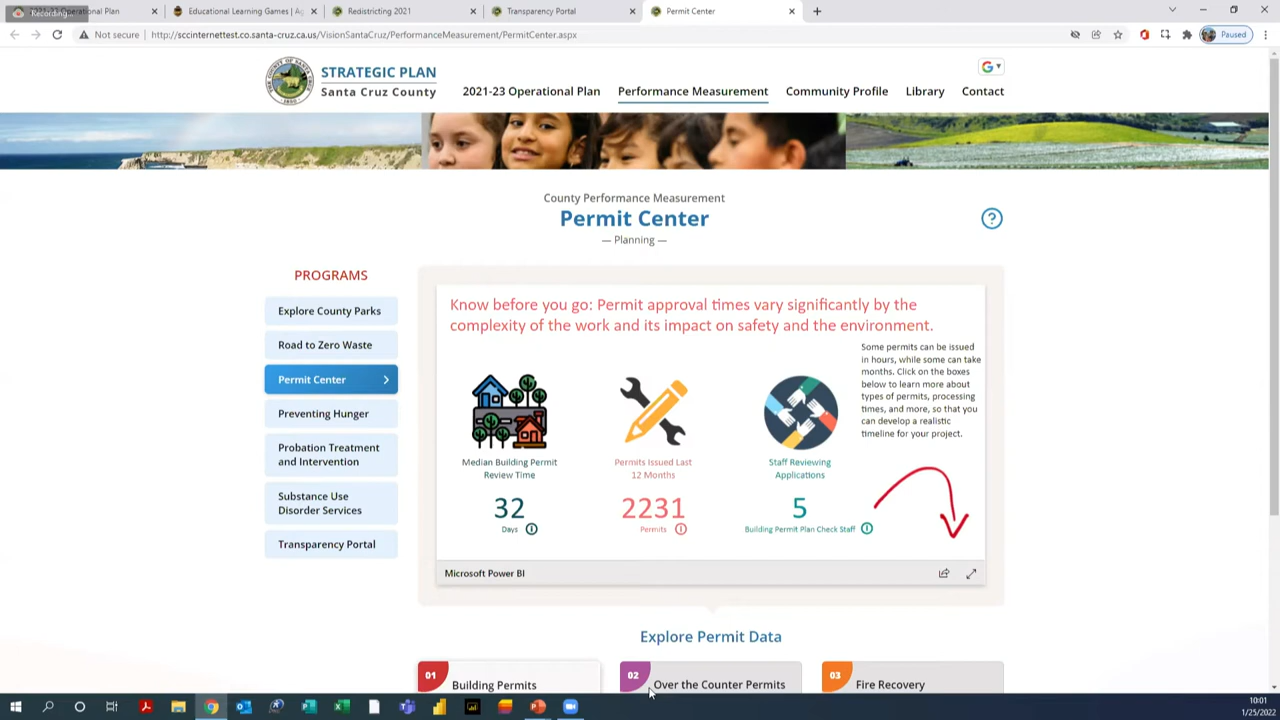 Recording...
Operational Plan
Educational Learning Games | Ag
Redistricting 2021
Transparency Portal
Permit Center
Not secure
http://sccinternettest.co.santa-cruz.ca.us/VisionSantaCruz/PerformanceMeasurement/PermitCenter.aspx
Paused
STRATEGIC PLAN
Santa Cruz County
2021-23 Operational Plan
Performance Measurement
Community Profile
Library
Contact
County Performance Measurement
Permit Center
— Planning —
PROGRAMS
Explore County Parks
Road to Zero Waste
Permit Center
Preventing Hunger
Probation Treatment
and Intervention
Substance Use
Disorder Services
Transparency Portal
Know before you go: Permit approval times vary significantly by the
complexity of the work and its impact on safety and the environment.
Some permits can be issued
in hours, while some can take
months. Click on the boxes
below to learn more about
types of permits, processing
times, and more, so that you
can develop a realistic
timeline for your project.
Median Building Permit
Review Time
32
Days
Permits Issued Last
12 Months
2231
Permits
Staff Reviewing
Applications
5
Building Permit Plan Check Staff
Microsoft Power BI
Explore Permit Data
01
Building Permits
02
Over the Counter Permits
03
Fire Recovery
10:01
1/25/2022